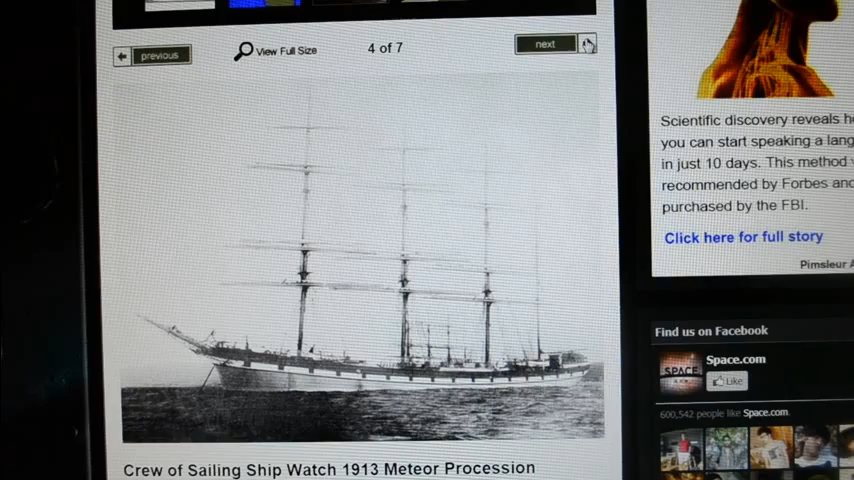 previous
View Full Size
4 of 7
next
Crew of Sailing Ship Watch 1913 Meteor Procession
Scientific discovery reveals
you can start speaking a
in just 10 days. This method
recommended by Forbes
purchased by the FBI.
Click here for full story
Pimsleur
Find us on Facebook
SPACE
Space.com
Like
600,542 people like Space.com.